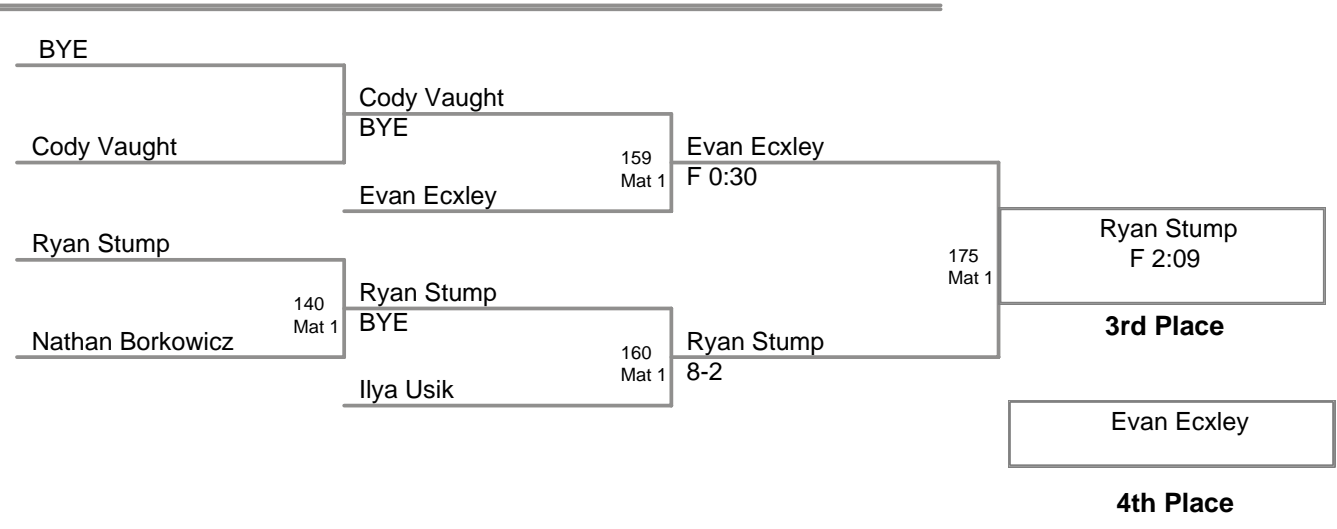 BYE
Cody Vaught
BYE
Cody Vaught
159
Mat 1
Evan Ecxley
F 0:30
Evan Ecxley
Ryan Stump
Ryan Stump
F 2:09
175
Mat 1
140
Mat 1
Ryan Stump
BYE
3rd Place
Nathan Borkowicz
160
Mat 1
Ryan Stump
8-2
Ilya Usik
Evan Ecxley
4th Place